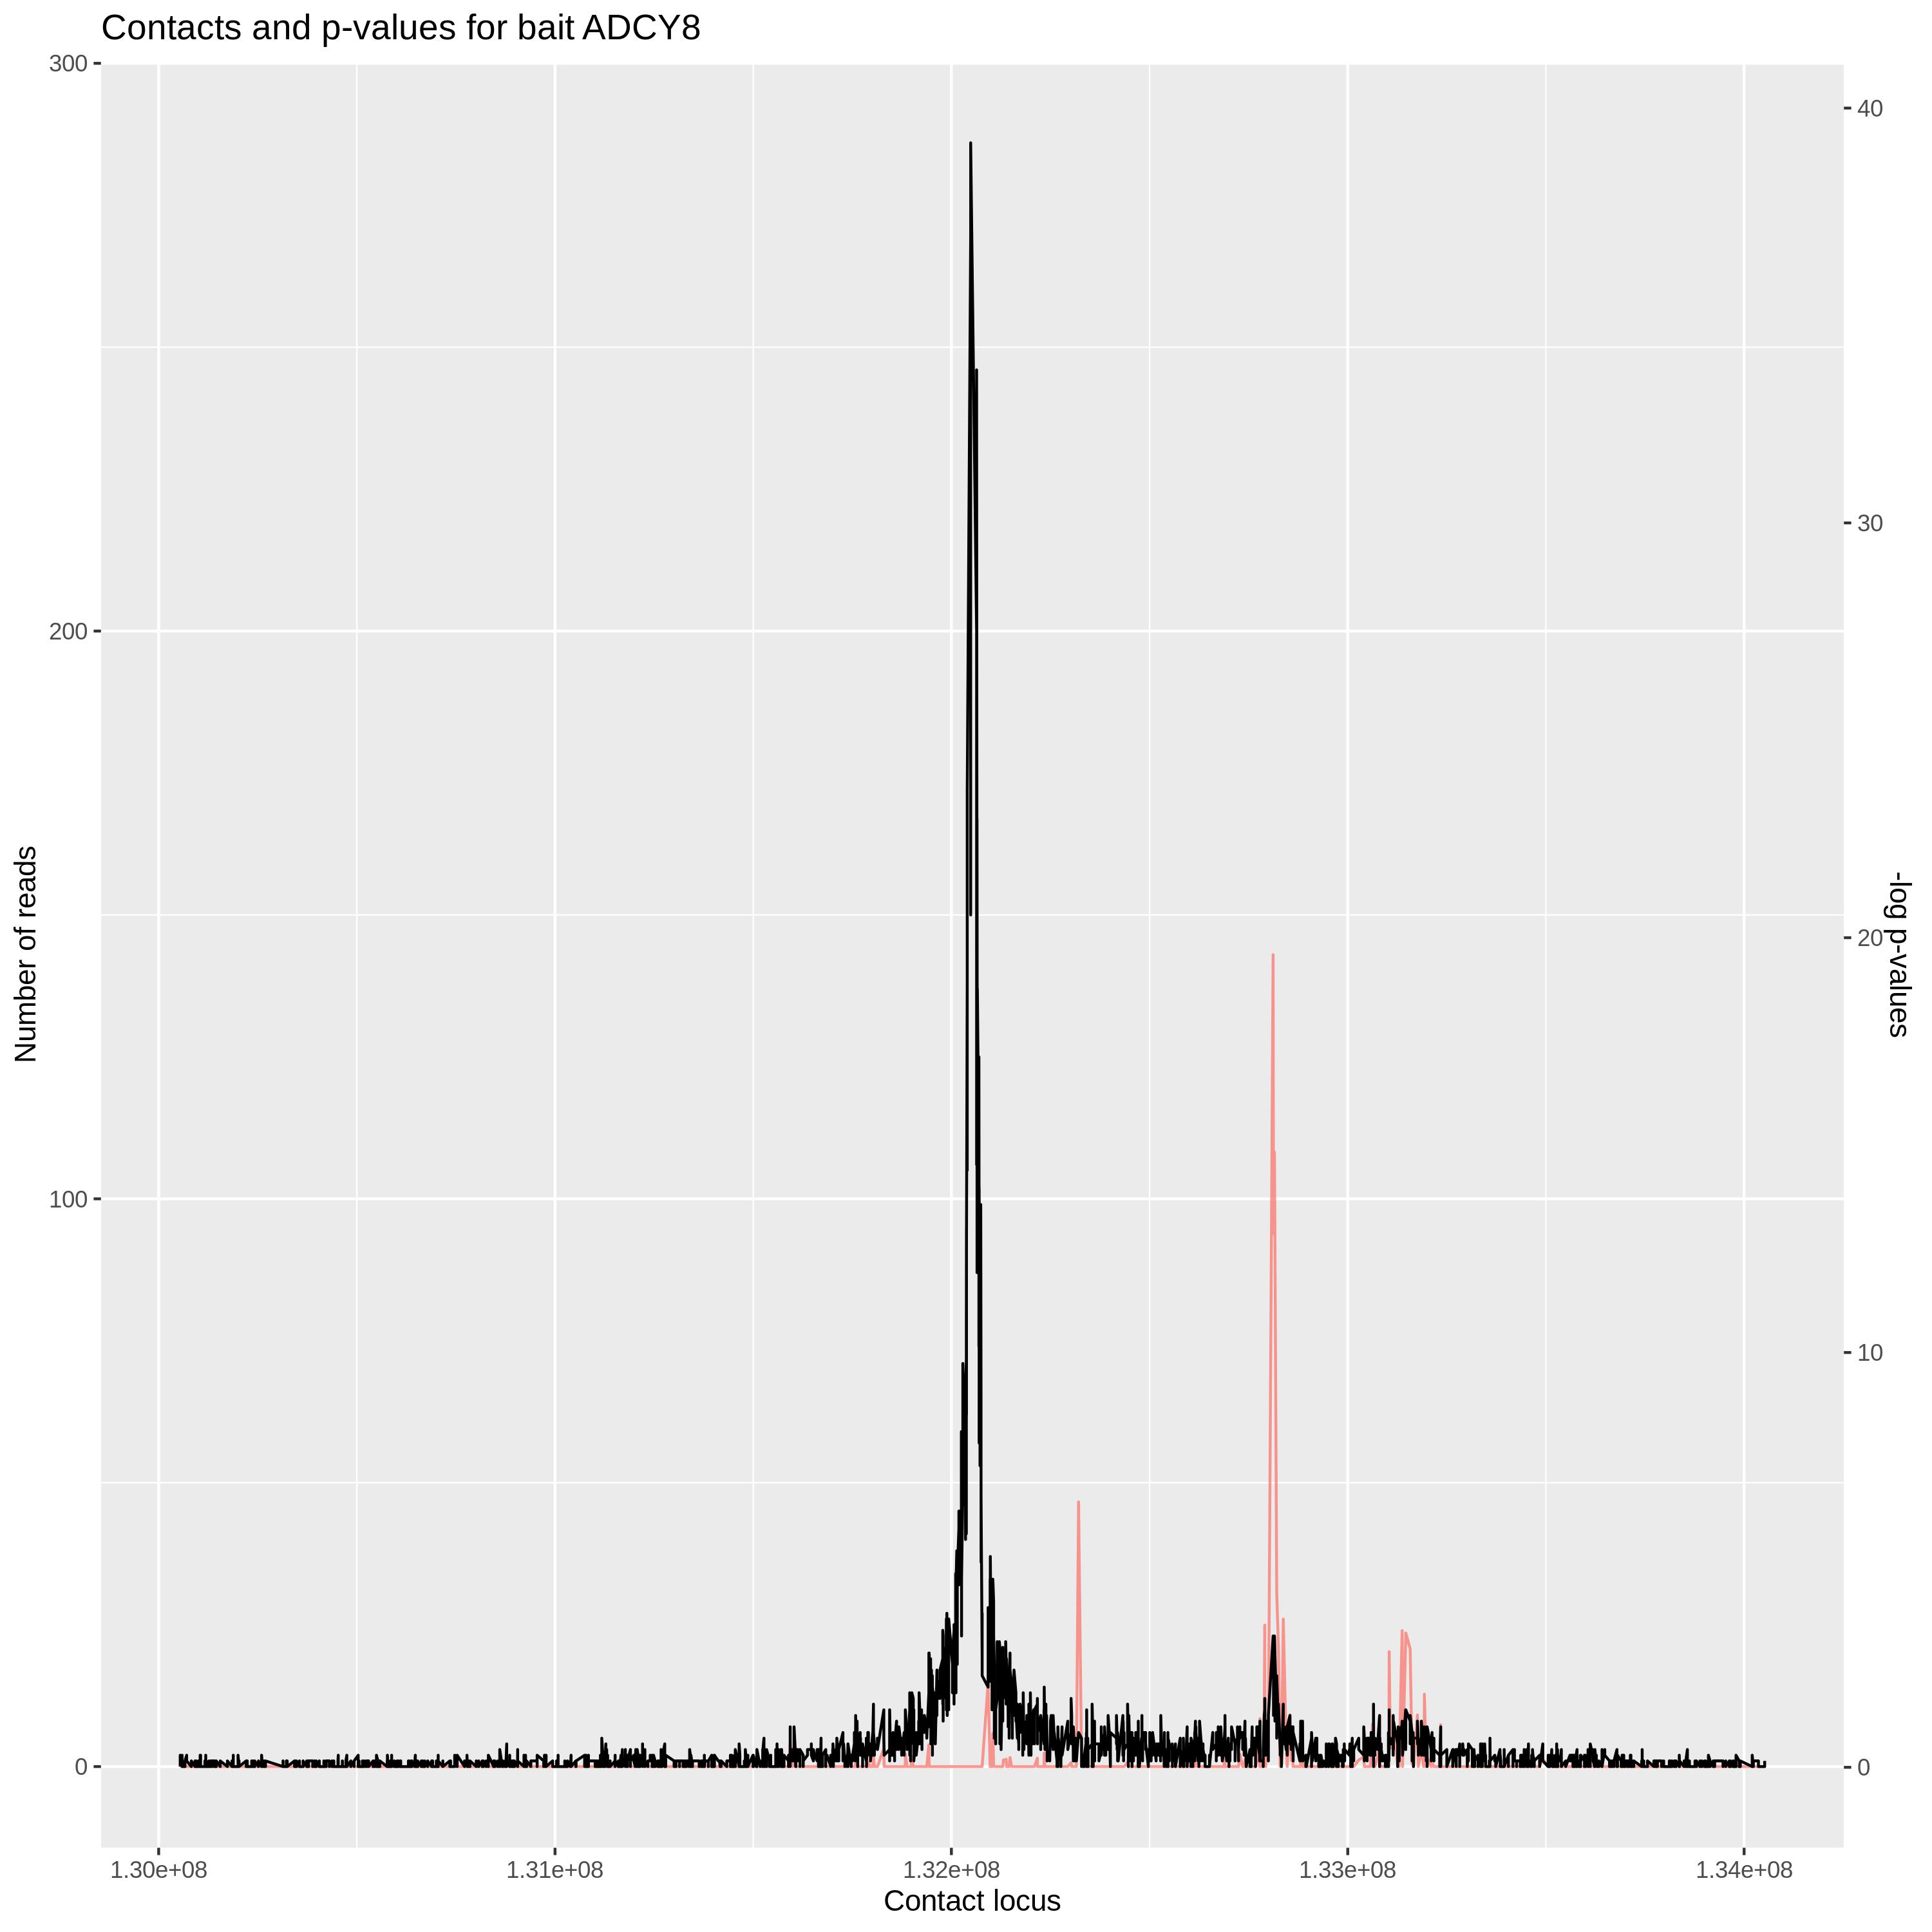 Contacts and p-values for bait ADCY8
300
200
100
0
Number of reads
40
30
20
10
0
-log p-values
1.30e+08
1.31e+08
1.32e+08
1.33e+08
1.34e+08
Contact locus